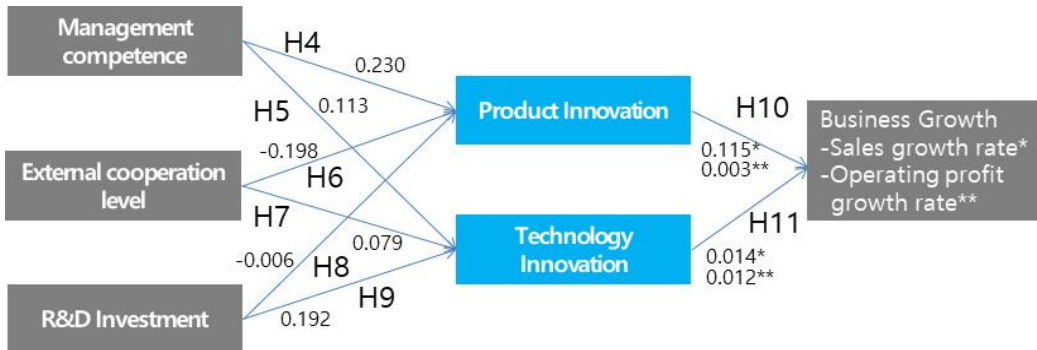 Management
competence
H4
0.230
H5
0.113
Product Innovation
H10
0.115*
0.003**
Business Growth
-Sales growth rate*
-Operating profit
growth rate**
External cooperation
level
-0.198
H6
H7
0.079
-0.006
H8
H9
0.192
Technology
Innovation
H11
0.014*
0.012**
R&D Investment